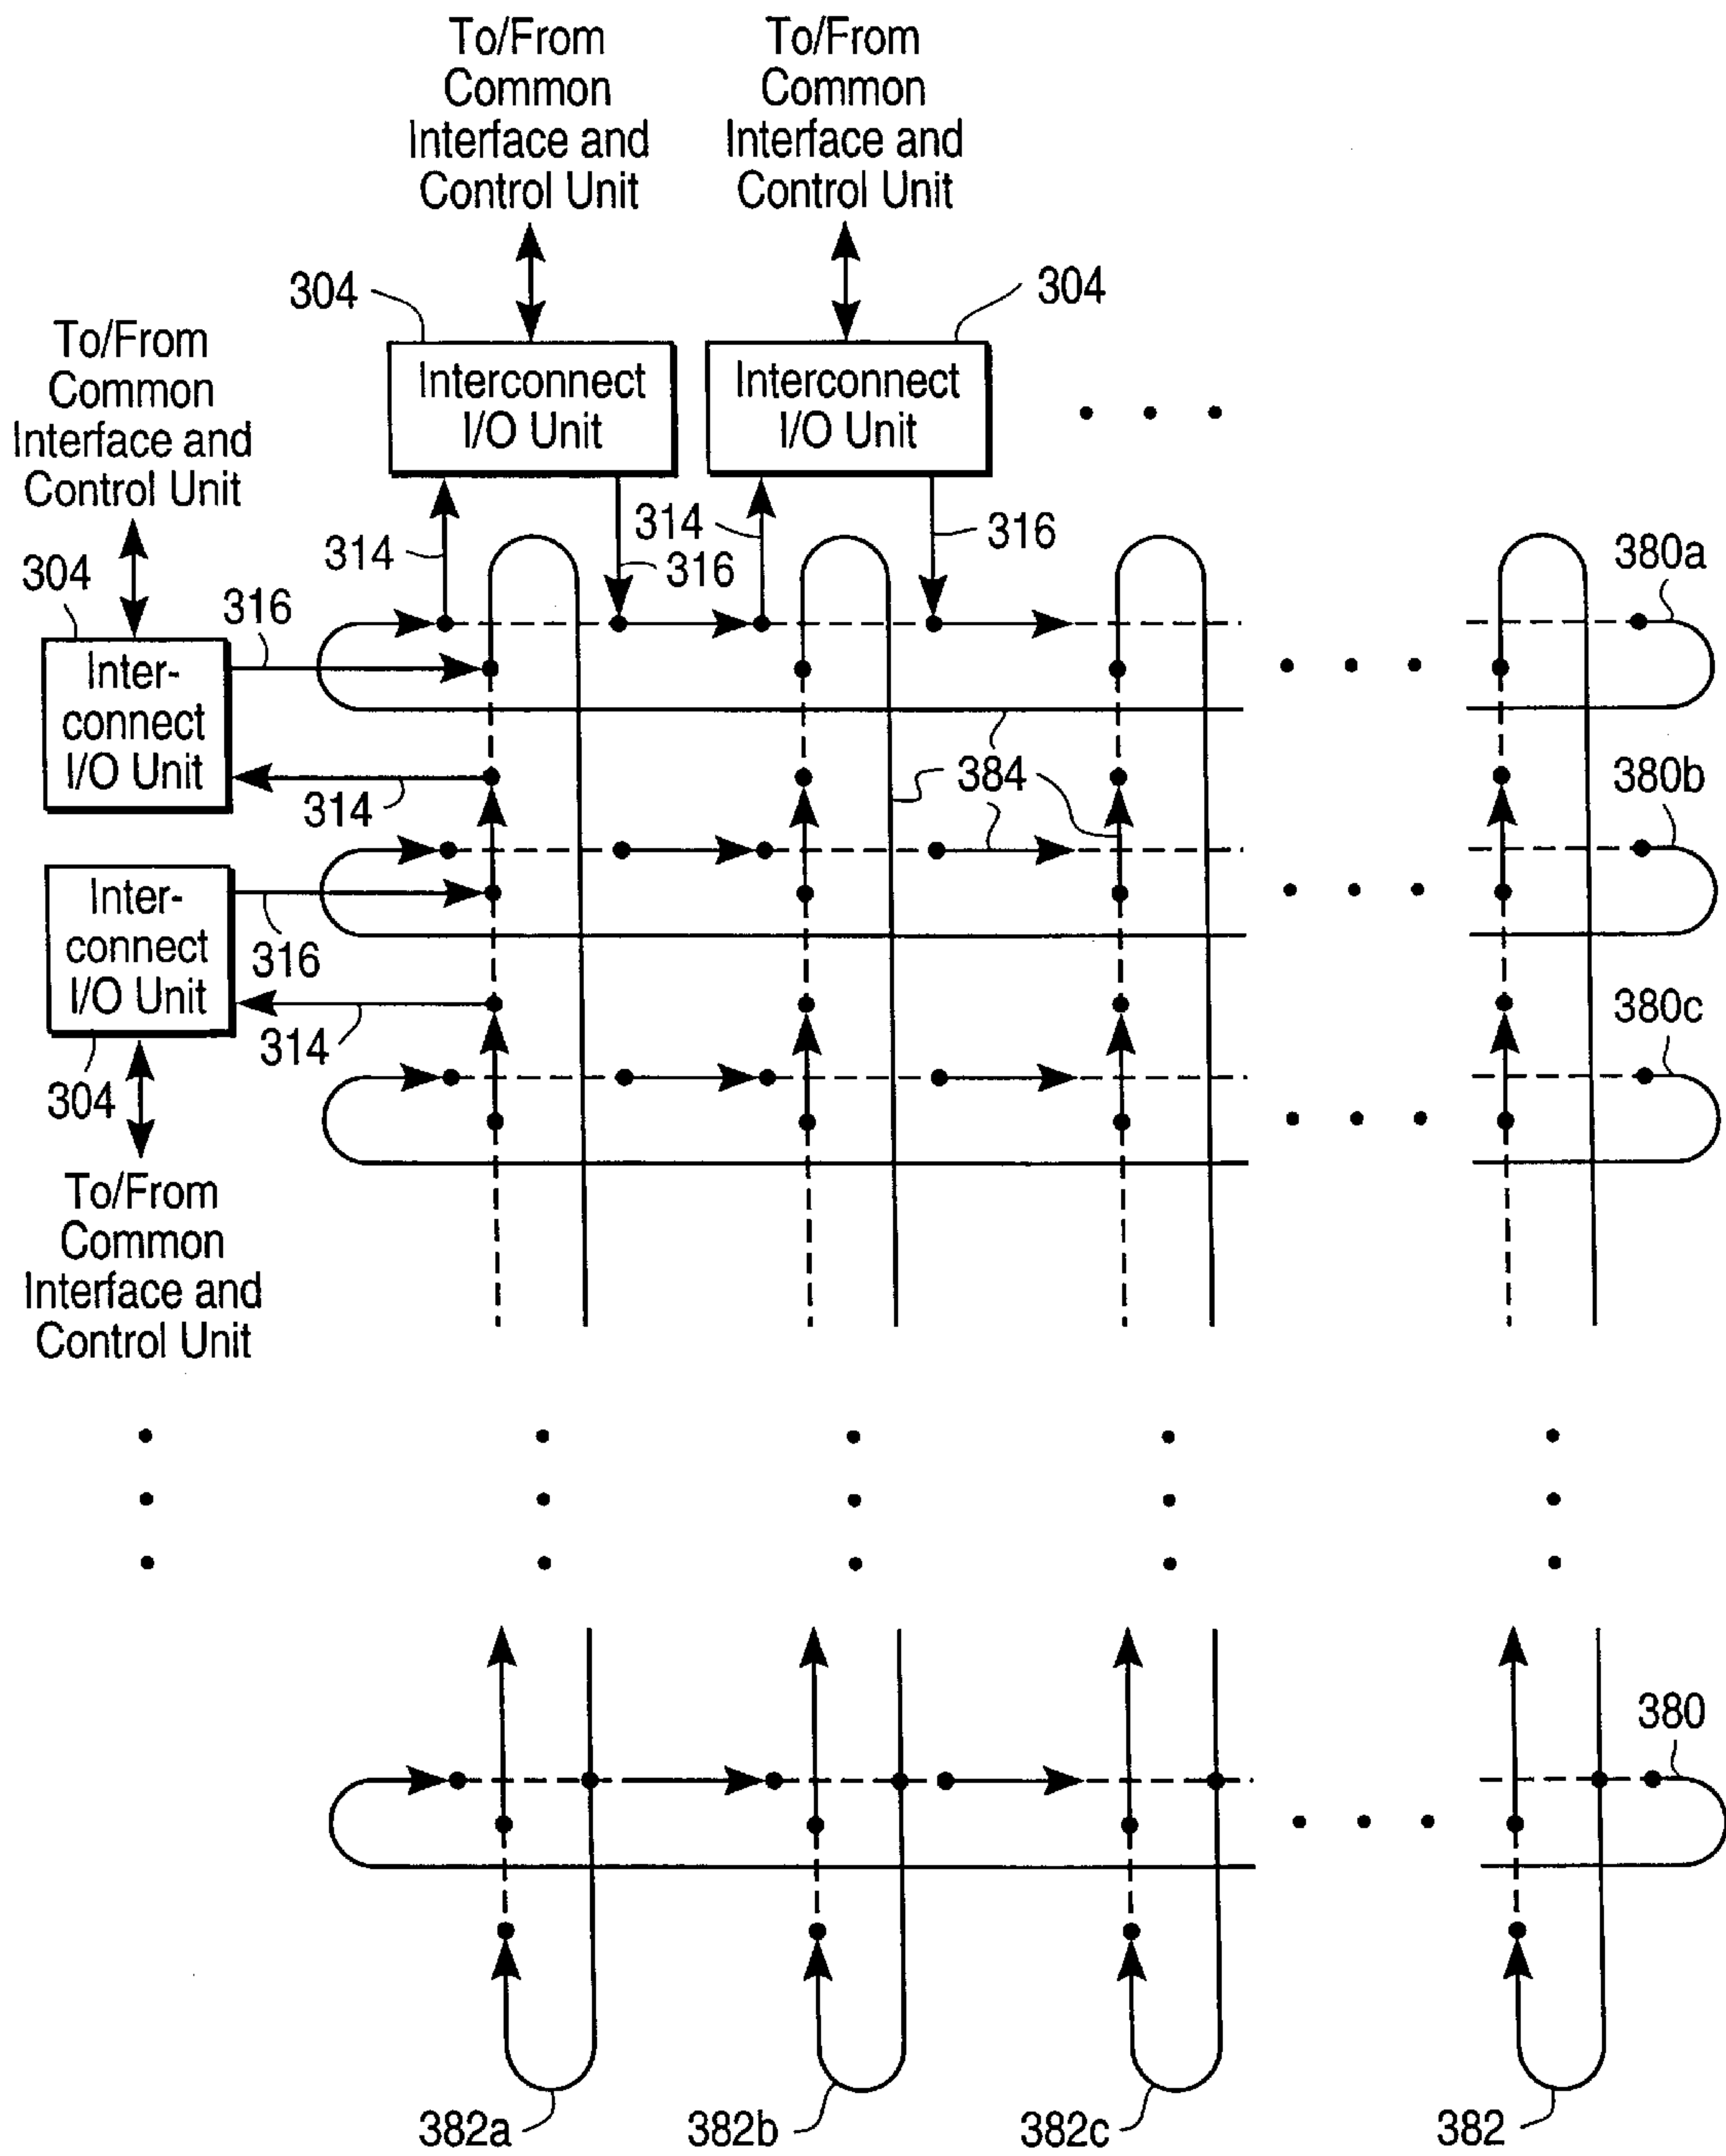 To/From
Common
Interface and
Control Unit
To/From
Common
Interface and
Control Unit
304
304
To/From
Common
Interface and
Control Unit
Interconnect
I/O Unit
Interconnect
I/O Unit
314
316
314
316
380a
304
316
Inter-
connect
I/O Unit
314
384
380b
Inter-
connect
I/O Unit
316
314
304
380c
To/From
Common
Interface and
Control Unit
380
382a
382b
382c
382